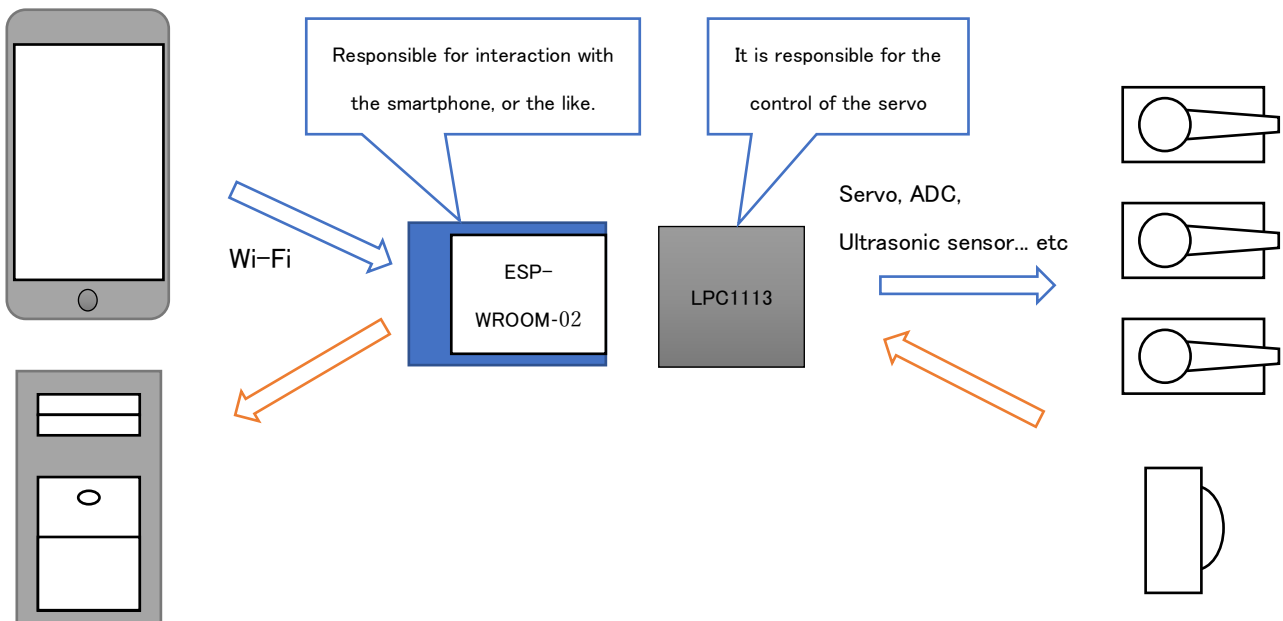 Responsible for interaction with
the smartphone, or the like.
It is responsible for the
control of the servo
Wi-Fi
ESP-
WROOM-02
LPC1113
Servo, ADC,
Ultrasonic sensor... etc